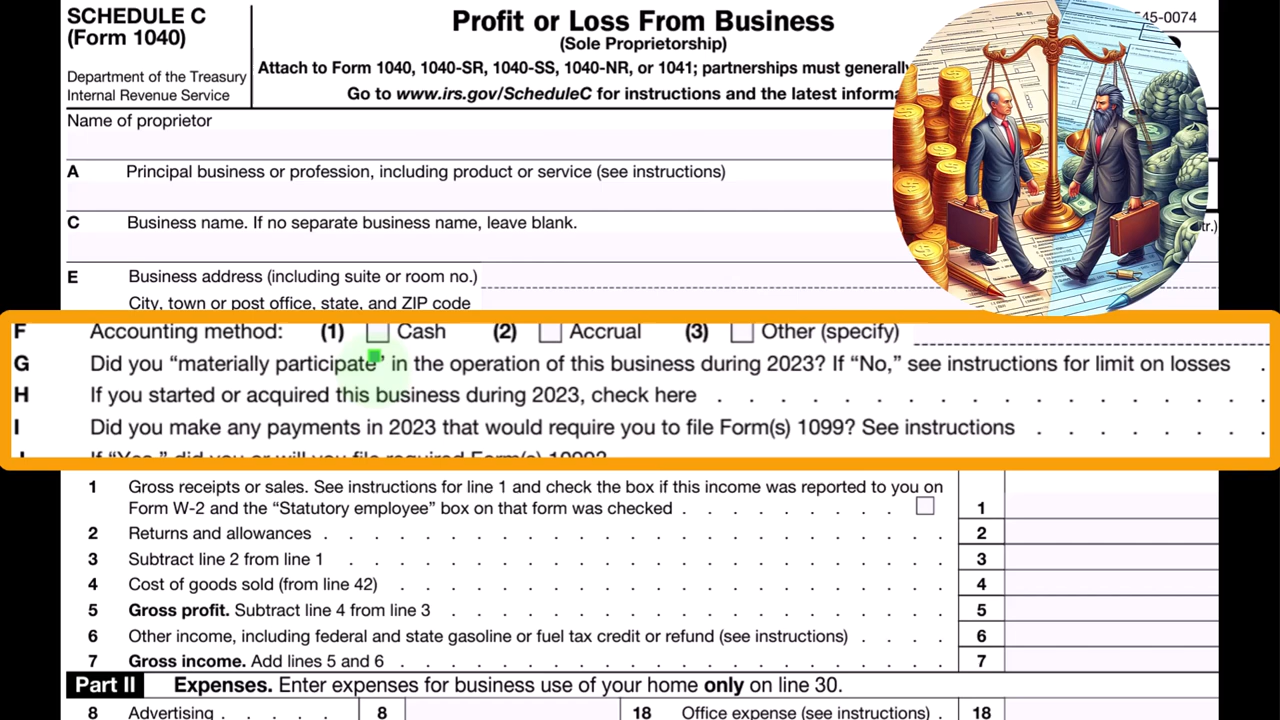 SCHEDULE C
(Form 1040)
Department of the Treasury
Internal Revenue Service
Profit or Loss From Business
(Sole Proprietorship)
Attach to Form 1040, 1040-SR, 1040-SS, 1040-NR, or 1041; partnerships must generally
Go to www.irs.gov/ScheduleC for instructions and the latest
45-0074
Name of proprietor
A Principal business or profession, including product or service (see instructions)
C Business name. If no separate business name, leave blank.
E Business address (including suite or room no.)
City, town or post office, state, and ZIP code
F Accounting method: (1) Cash (2) Accrual (3) Other (specify)
G Did you “materially participate” in the operation of this business during 2023? If “No,” see instructions for limit on losses .
H If you started or acquired this business during 2023, check here . . . . . . . . . . . . . . . . .
I Did you make any payments in 2023 that would require you to file Form(s) 1099? See instructions . . . . . . .
J If “Yes,” did you or will you file required Form(s) 1099?
1 Gross receipts or sales. See instructions for line 1 and check the box if this income was reported to you on
Form W-2 and the “Statutory employee” box on that form was checked . . . . . . . . . 1
2 Returns and allowances . . . . . . . . . . . . . . . . . . . . . . 2
3 Subtract line 2 from line 1 . . . . . . . . . . . . . . . . . . . . . 3
4 Cost of goods sold (from line 42) . . . . . . . . . . . . . . . . . . . 4
5 Gross profit. Subtract line 4 from line 3 . . . . . . . . . . . . . . . . . 5
6 Other income, including federal and state gasoline or fuel tax credit or refund (see instructions) . . . . 6
7 Gross income. Add lines 5 and 6 . . . . . . . . . . . . . . . . . . . 7
Part II Expenses. Enter expenses for business use of your home only on line 30.
8 Advertising . . . . . 8 18 Office expense (see instructions) . 18